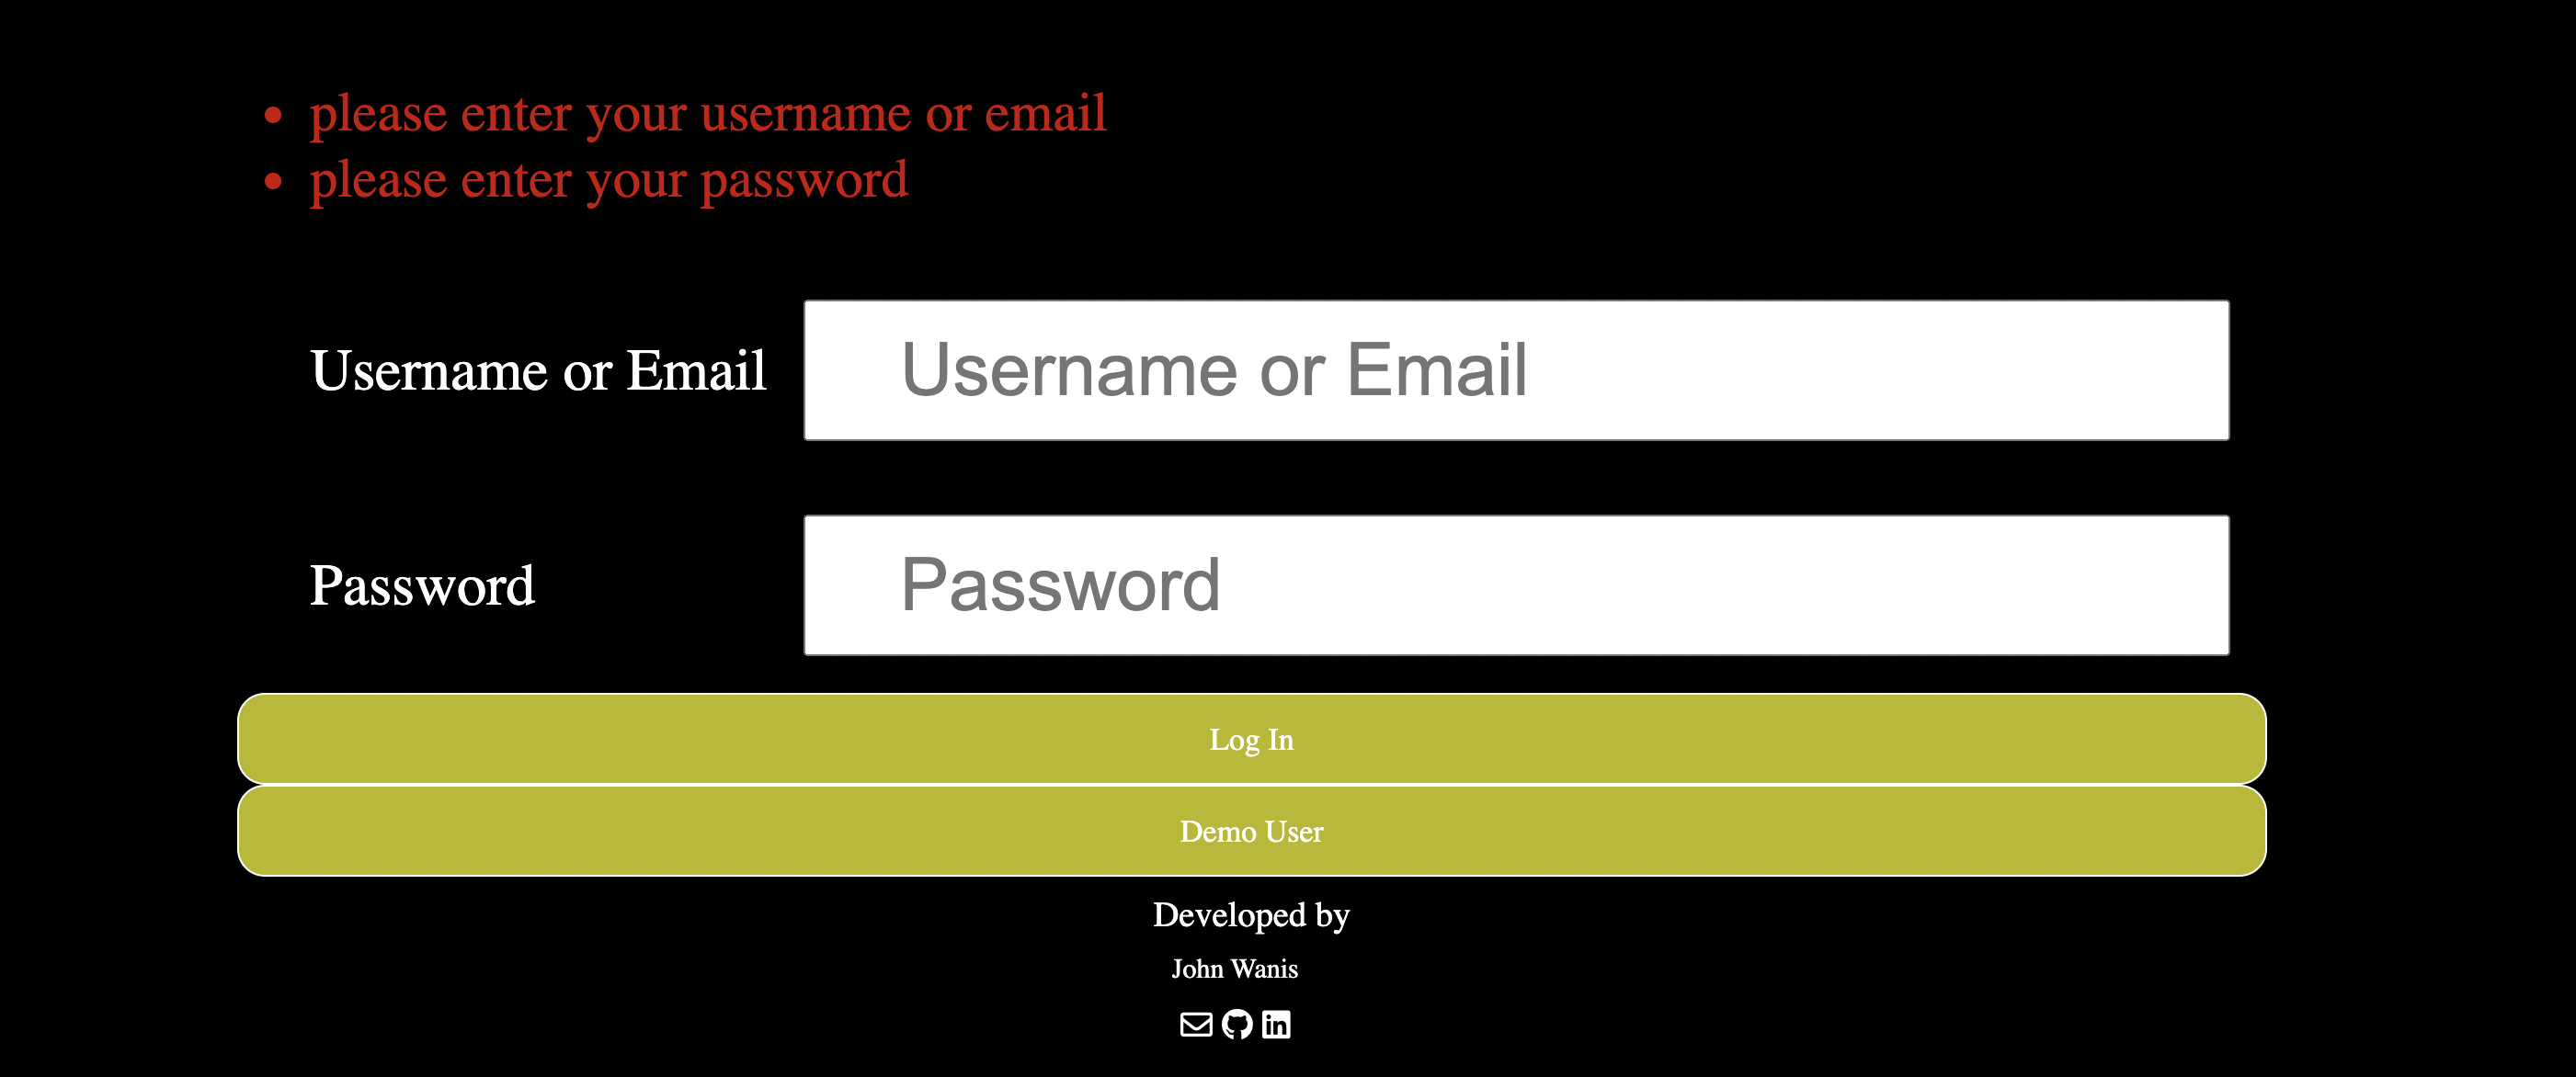 please enter your username or email
please enter your password
Username or Email Username or Email
Password Password
Log In
Demo User
Developed by
John Wanis